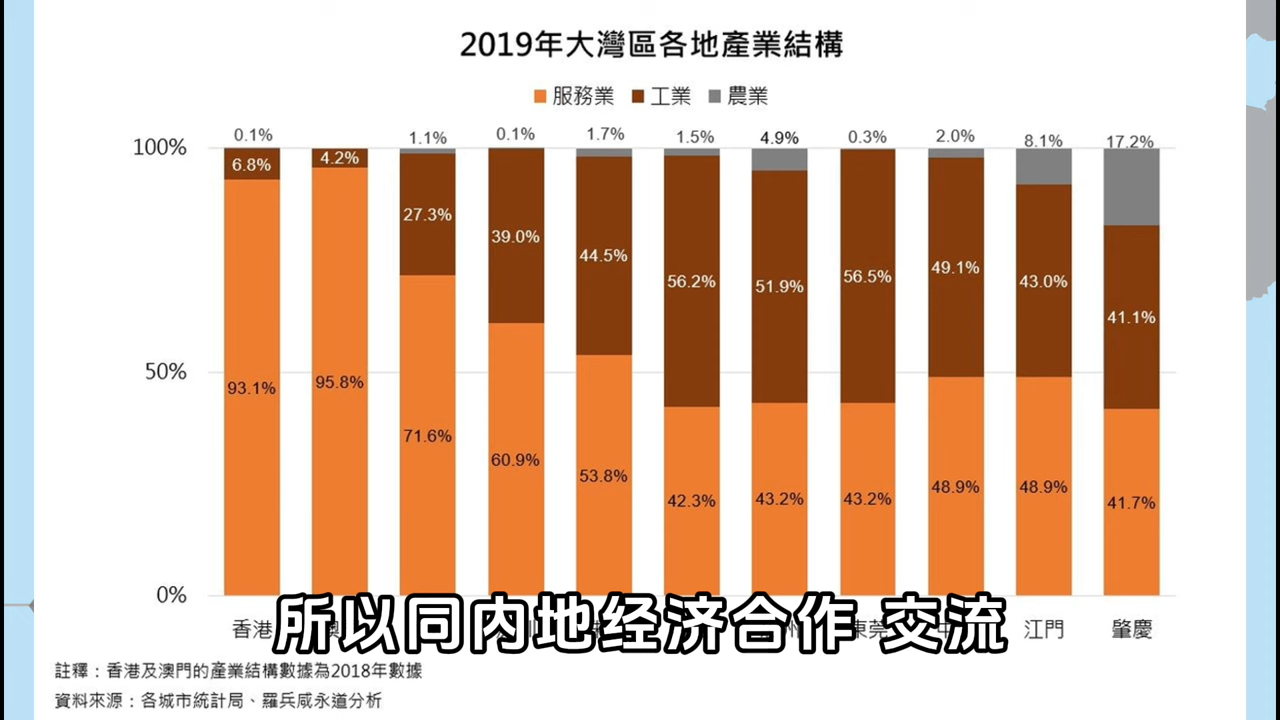 2019年大灣區各地產業結構
服務業 工業 農業
0.1% 1.1% 0.1% 1.7% 1.5% 4.9% 0.3% 2.0% 8.1% 17.2%
100%
6.8% 4.2% 27.3% 39.0% 44.5% 56.2% 51.9% 56.5% 49.1% 43.0% 41.1%
50%
93.1% 95.8% 71.6% 60.9% 53.8% 42.3% 43.2% 43.2% 48.9% 48.9% 41.7%
0%
香港 東莞 江門 肇慶
所以同内地经济合作 交流
註釋：香港及澳門的產業結構數據為2018年數據
資料來源：各城市統計局、羅兵咸永道分析